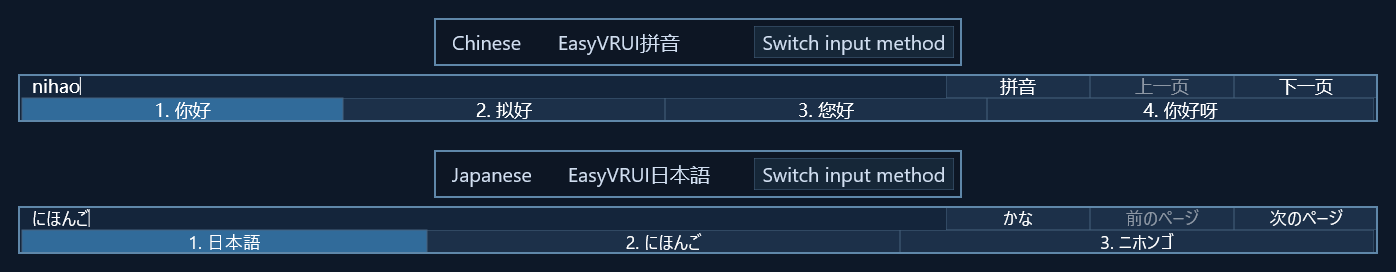 Chinese EasyVRUI拼音 Switch input method
nihao 拼音 上一页 下一页
1. 你好 2. 拟好 3. 您好 4. 你好呀
Japanese EasyVRUI日本語 Switch input method
にほんご かな 前のページ 次のページ
1. 日本語 2. にほんご 3. ニホンゴ